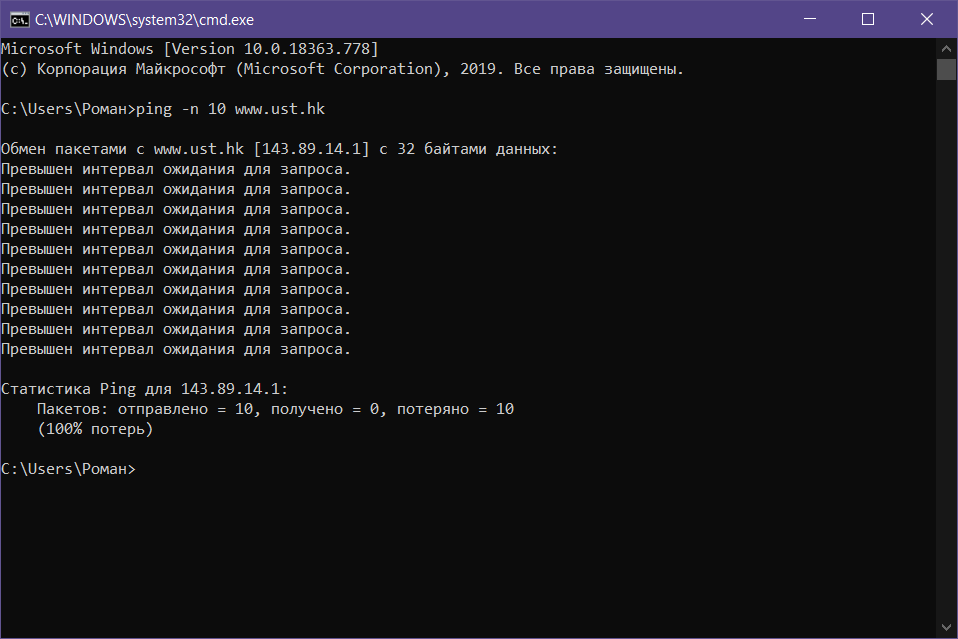 C:\WINDOWS\system32\cmd.exe
Microsoft Windows [Version 10.0.18363.778]
(c) Корпорация Майкрософт (Microsoft Corporation), 2019. Все права защищены.
C:\Users\Роман>ping -n 10 www.ust.hk
Обмен пакетами с www.ust.hk [143.89.14.1] с 32 байтами данных:
Превышен интервал ожидания для запроса.
Превышен интервал ожидания для запроса.
Превышен интервал ожидания для запроса.
Превышен интервал ожидания для запроса.
Превышен интервал ожидания для запроса.
Превышен интервал ожидания для запроса.
Превышен интервал ожидания для запроса.
Превышен интервал ожидания для запроса.
Превышен интервал ожидания для запроса.
Превышен интервал ожидания для запроса.
Статистика Ping для 143.89.14.1:
Пакетов: отправлено = 10, получено = 0, потеряно = 10
(100% потерь)
C:\Users\Роман>